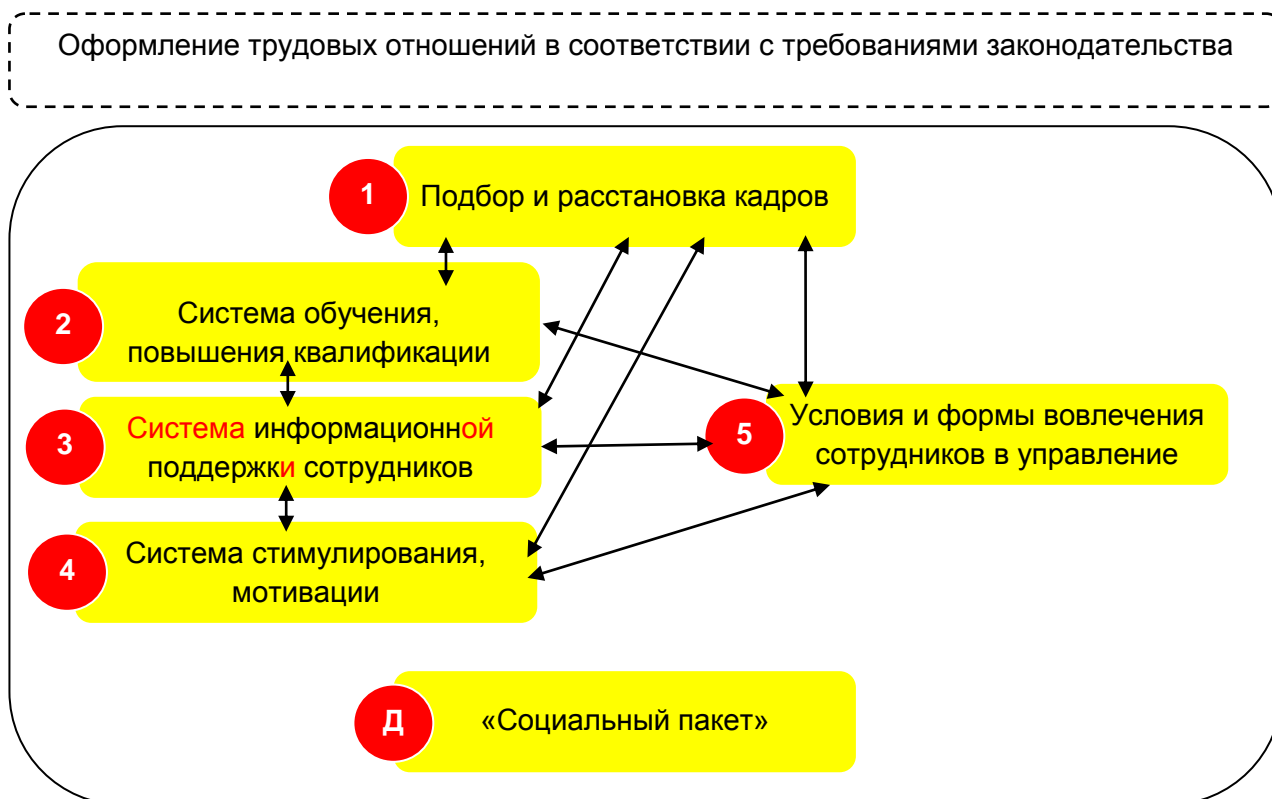 Оформление трудовых отношений в соответствии с требованиями законодательства
1
Подбор и расстановка кадров
2
Система обучения,
повышения квалификации
3
Система информационной
поддержки сотрудников
5
Условия и формы вовлечения
сотрудников в управление
4
Система стимулирования,
мотивации
Д
«Социальный пакет»